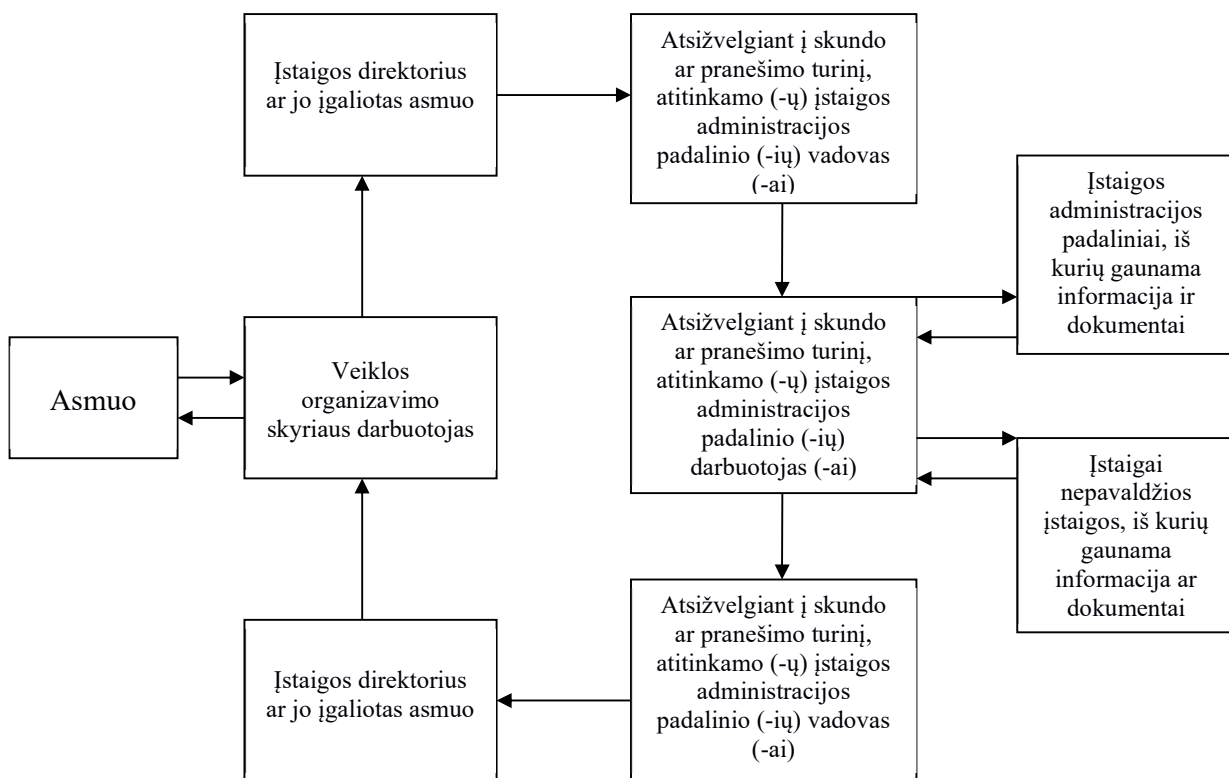 Įstaigos direktorius
ar jo įgaliotas asmuo
Atsižvelgiant į skundo
ar pranešimo turinį,
atitinkamo (-ų) įstaigos
administracijos
padalinio (-ių) vadovas
(-ai)
Įstaigos
administracijos
padaliniai, iš
kurių gaunama
informacija ir
dokumentai
Asmuo
Veiklos
organizavimo
skyriaus darbuotojas
Atsižvelgiant į skundo
ar pranešimo turinį,
atitinkamo (-ų) įstaigos
administracijos
padalinio (-ių)
darbuotojas (-ai)
Įstaigai
nepavaldžios
įstaigos, iš kurių
gaunama
informacija ar
dokumentai
Įstaigos direktorius
ar jo įgaliotas asmuo
Atsižvelgiant į skundo
ar pranešimo turinį,
atitinkamo (-ų) įstaigos
administracijos
padalinio (-ių) vadovas
(-ai)